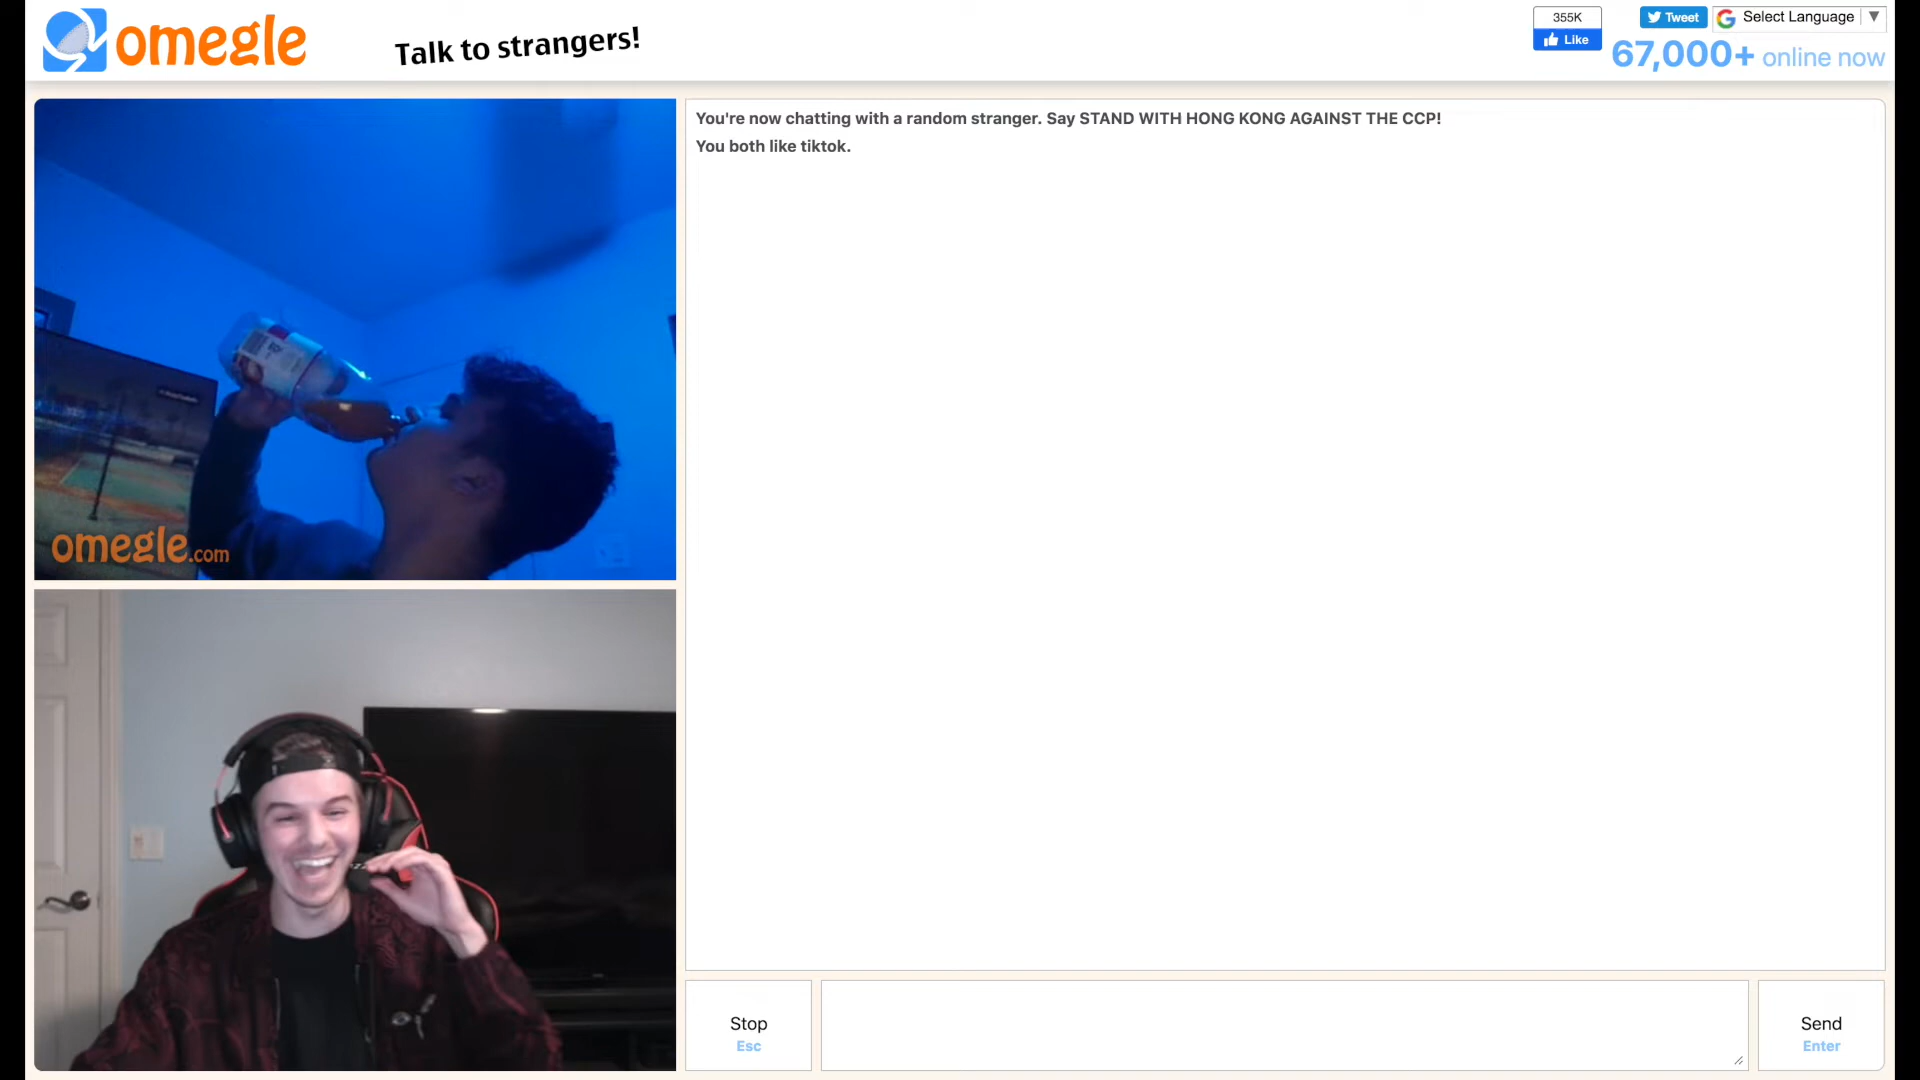 omegle
Talk to strangers!
355K
Like
Tweet
Select Language
67,000+ online now
You're now chatting with a random stranger. Say STAND WITH HONG KONG AGAINST THE CCP!
You both like tiktok.
omegle.com
Stop
Esc
Send
Enter